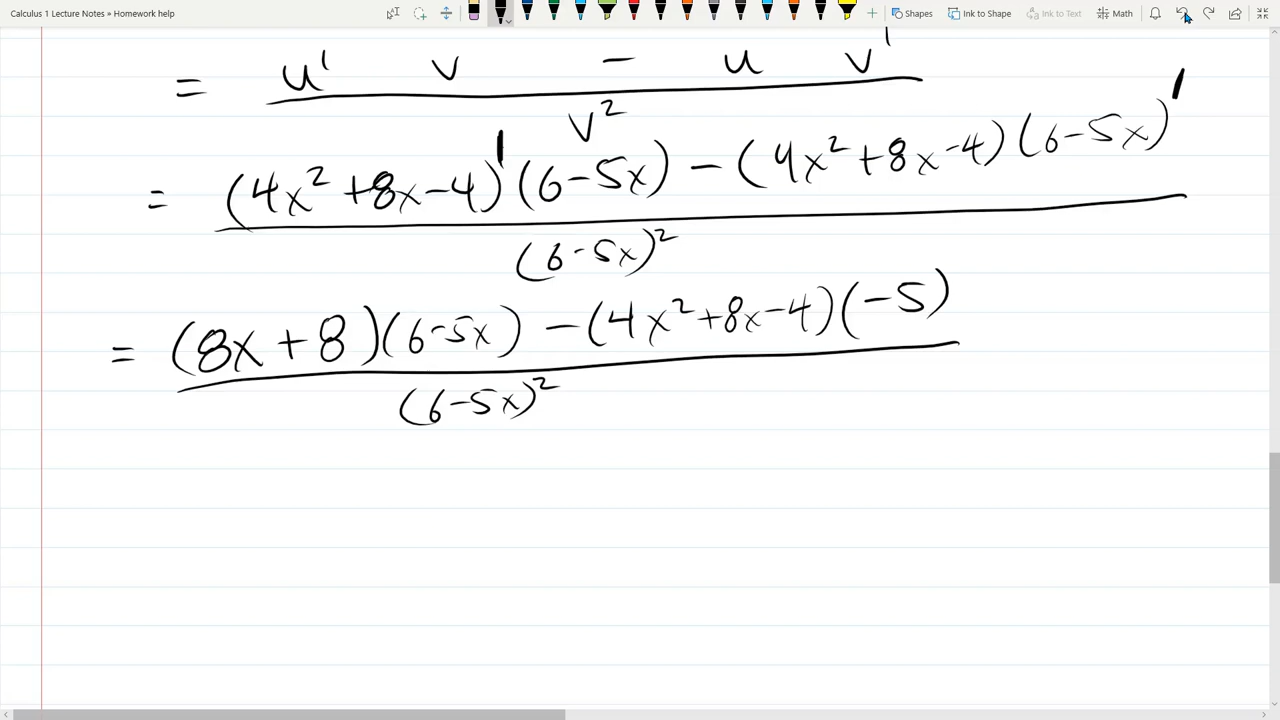 Calculus 1 Lecture Notes » Homework help Shapes Ink to Shape Ink to Text Math
= u' v - u v'
v²
= (4x² + 8x - 4)' (6 - 5x) - (4x² + 8x - 4) (6 - 5x)'
(6 - 5x)²
= (8x + 8)(6 - 5x) - (4x² + 8x - 4)(-5)
(6 - 5x)²